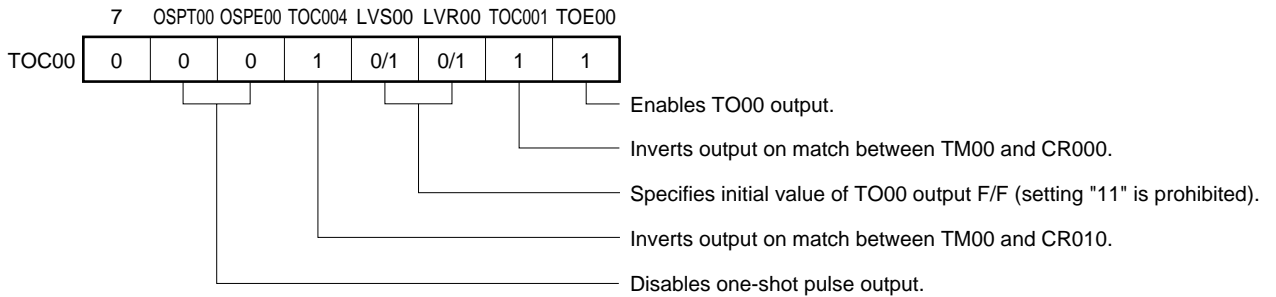 7 OSPT00 OSPE00 TOC004 LVS00 LVR00 TOC001 TOE00
TOC00 0 0 0 1 0/1 0/1 1 1
Enables TO00 output.
Inverts output on match between TM00 and CR000.
Specifies initial value of TO00 output F/F (setting "11" is prohibited).
Inverts output on match between TM00 and CR010.
Disables one-shot pulse output.